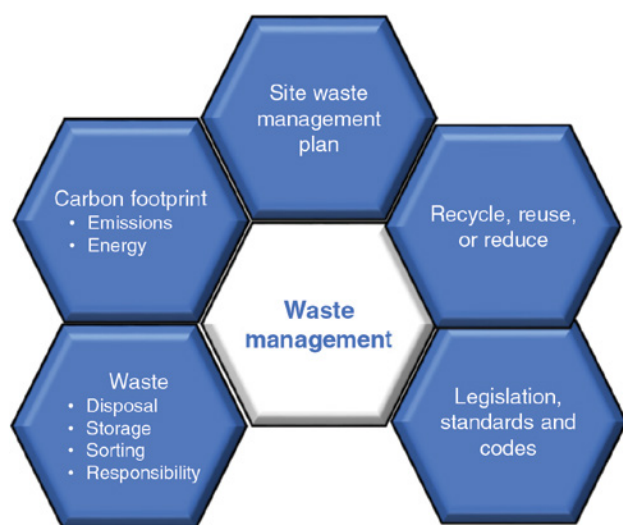 Site waste
management
plan
Carbon footprint
• Emissions
• Energy
Recycle, reuse,
or reduce
Waste
management
Waste
• Disposal
• Storage
• Sorting
• Responsibility
Legislation,
standards and
codes